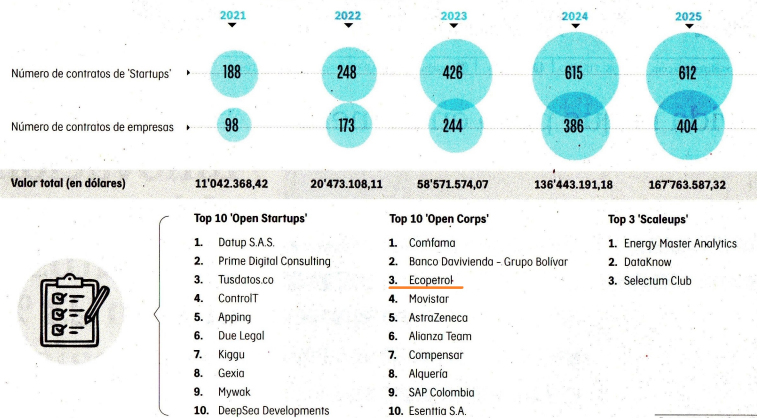 2021 2022 2023 2024 2025
Número de contratos de 'Startups' 188 248 426 615 612
Número de contratos de empresas 98 173 244 386 404
Valor total (en dólares) 11'042.368,42 20'473.108,11 58'571.574,07 136'443.191,18 167'763.587,32
Top 10 'Open Startups'
1. Datup S.A.S.
2. Prime Digital Consulting
3. Tusdatos.co
4. ControlT
5. Apping
6. Due Legal
7. Kiggu
8. Gexia
9. Mywak
10. DeepSea Developments
Top 10 'Open Corps'
1. Comfama
2. Banco Davivienda - Grupo Bolívar
3. Ecopetrol
4. Movistar
5. AstraZeneca
6. Alianza Team
7. Compensar
8. Alquería
9. SAP Colombia
10. Esenttia S.A.
Top 3 'Scaleups'
1. Energy Master Analytics
2. DataKnow
3. Selectum Club